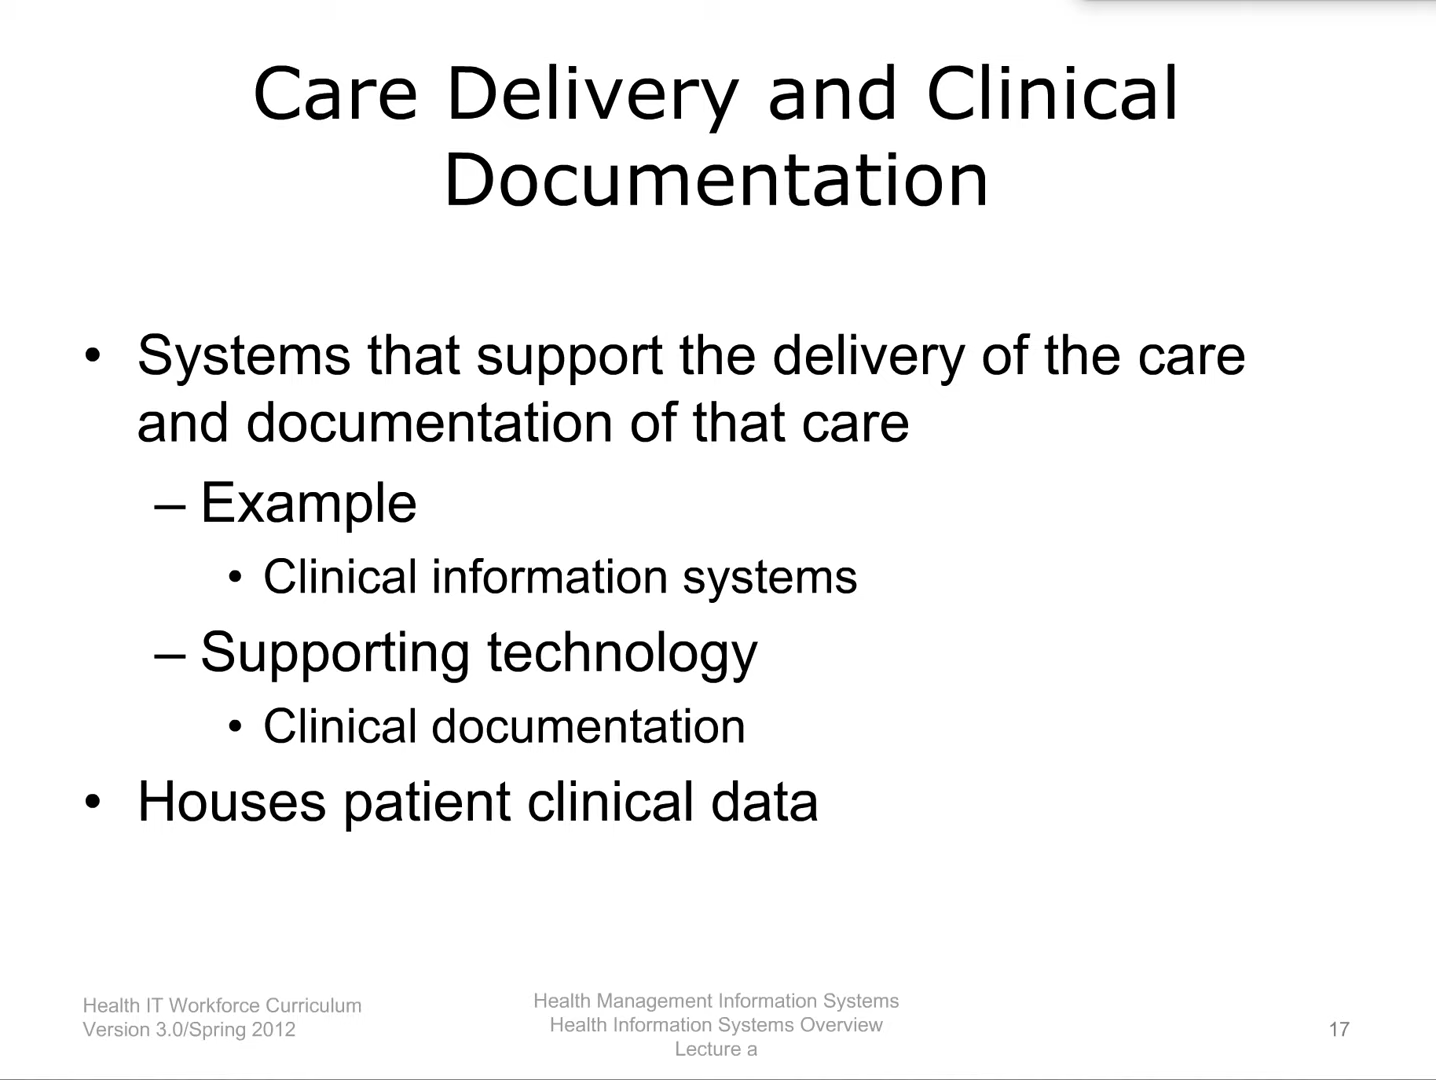 Care Delivery and Clinical
Documentation
• Systems that support the delivery of the care
and documentation of that care
– Example
• Clinical information systems
– Supporting technology
• Clinical documentation
• Houses patient clinical data
Health IT Workforce Curriculum
Version 3.0/Spring 2012
Health Management Information Systems
Health Information Systems Overview
Lecture a
17